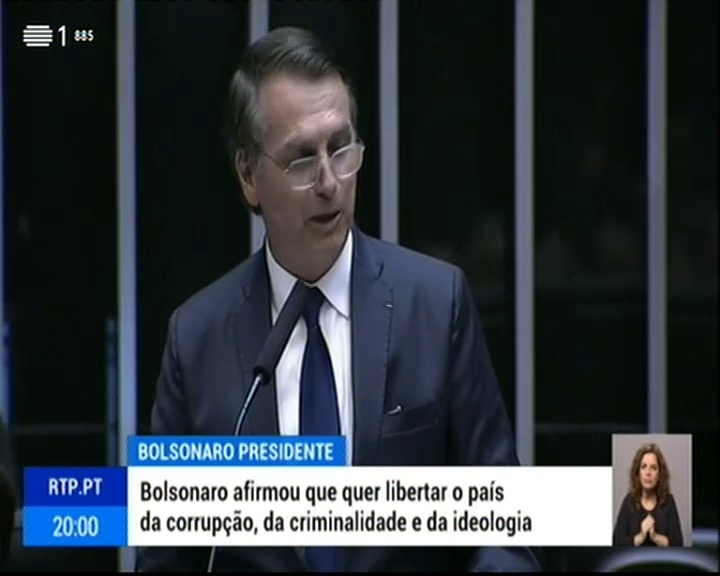 1 885
BOLSONARO PRESIDENTE
RTP.PT
Bolsonaro afirmou que quer libertar o país
20:00
da corrupção, da criminalidade e da ideologia